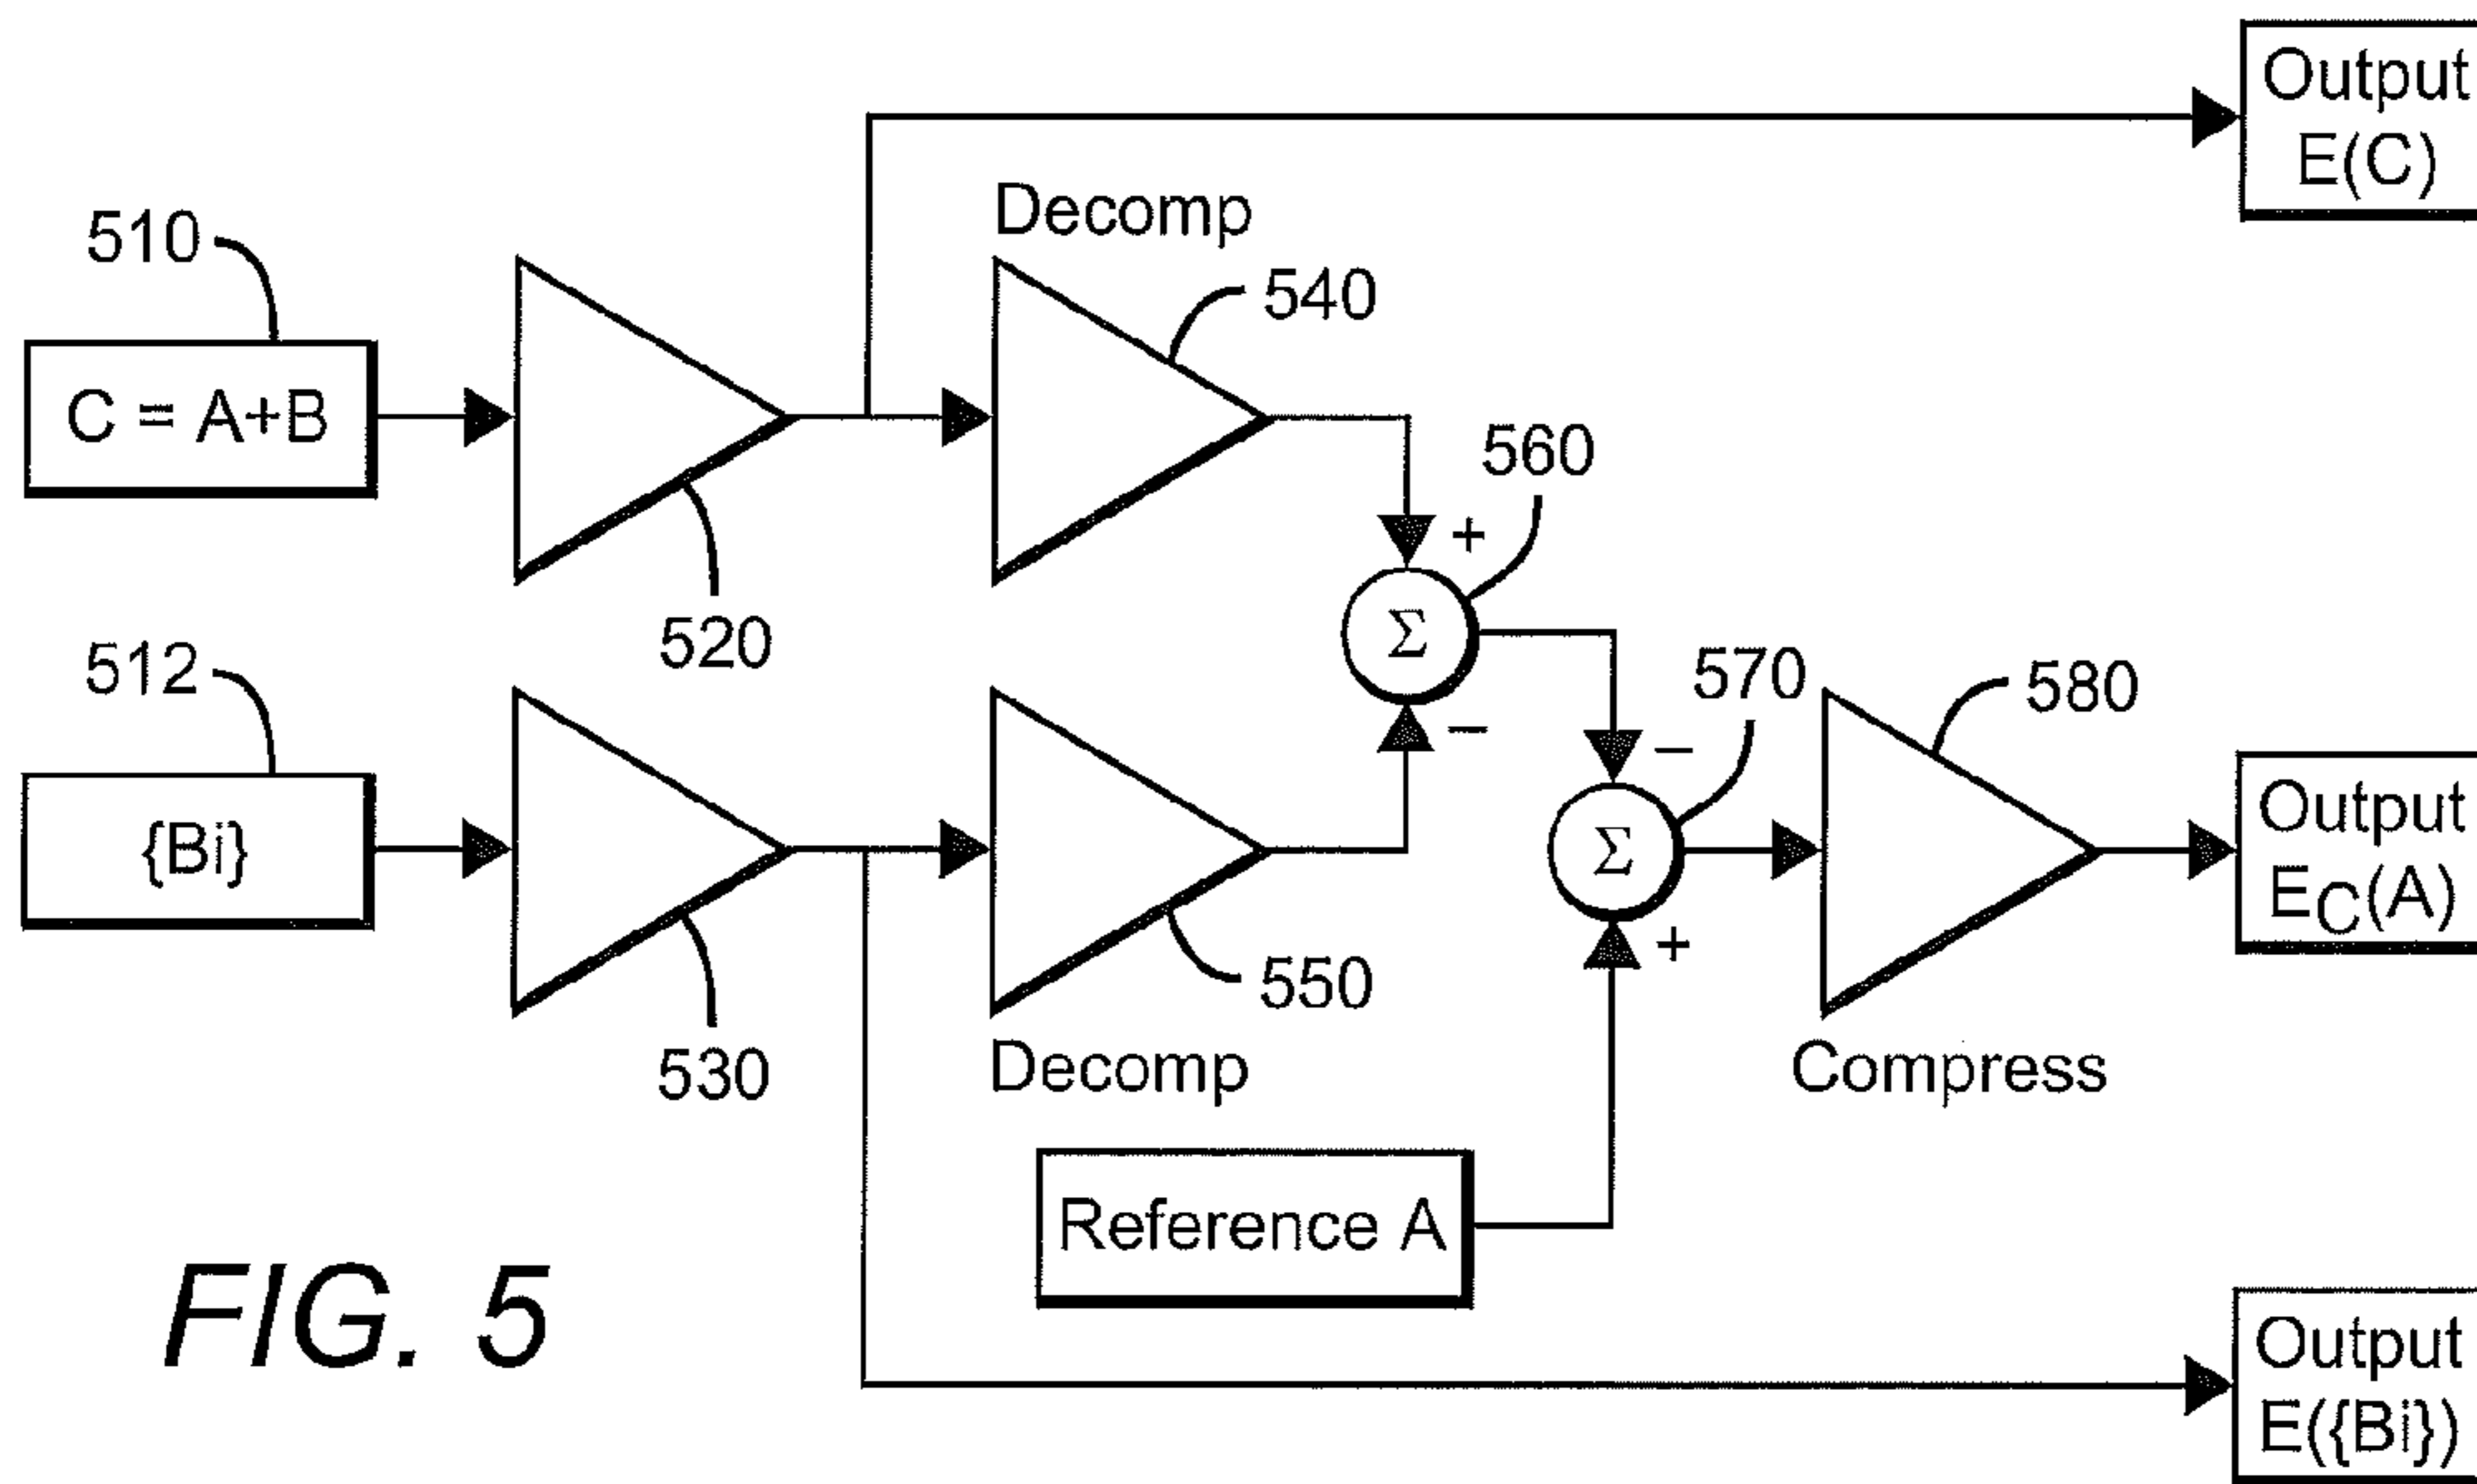 Output
E(C)
Decomp
510
540
C = A+B
560
+
Σ
520
512
−
570
580
−
{Bi}
Σ
Output
EC(A)
+
550
530
Decomp
Compress
Reference A
FIG. 5
Output
E({Bi})